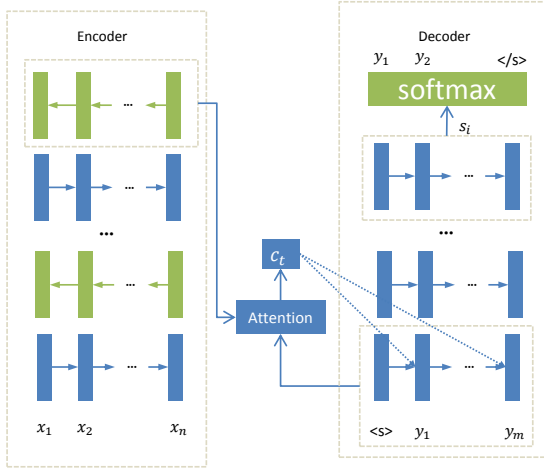 Encoder
...
...
...
...
...
x₁ x₂ xₙ
cₜ
Attention
Decoder
y₁ y₂ </s>
softmax
sᵢ
...
...
...
...
<s> y₁ yₘ